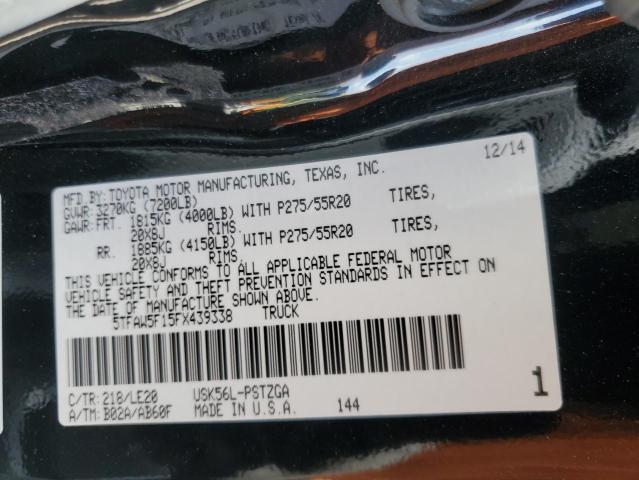 MFD.BY:TOYOTA MOTOR MANUFACTURING, TEXAS, INC. 12/14
GVWR:3270KG (7200LB)
GAWR:FRT. 1815KG (4000LB) WITH P275/55R20 TIRES,
20X8J RIMS.
RR. 1885KG (4150LB) WITH P275/55R20 TIRES,
20X8J RIMS.
THIS VEHICLE CONFORMS TO ALL APPLICABLE FEDERAL MOTOR
VEHICLE SAFETY AND THEFT PREVENTION STANDARDS IN EFFECT ON
THE DATE OF MANUFACTURE SHOWN ABOVE.
5TFAW5F15FX439338 TRUCK
C/TR:218/LE20 USK56L-PSTZGA
A/TM:B02A/AB60F MADE IN U.S.A. 144 1